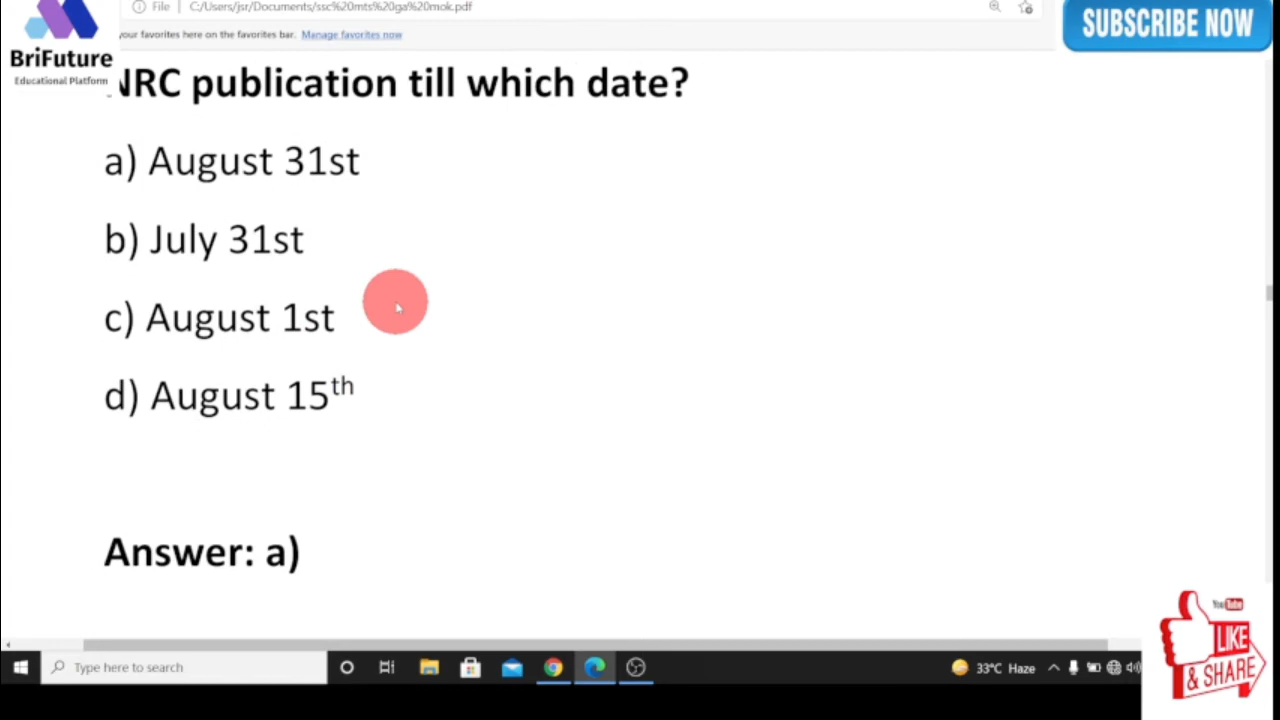 File C:/Users/jsr/Documents/ssc%20mts%20ga%20mok.pdf
SUBSCRIBE NOW
your favorites here on the favorites bar. Manage favorites now
BriFuture
Educational Platform
NRC publication till which date?
a) August 31st
b) July 31st
c) August 1st
d) August 15th
Answer: a)
YouTube
LIKE
& SHARE
Type here to search
33°C Haze